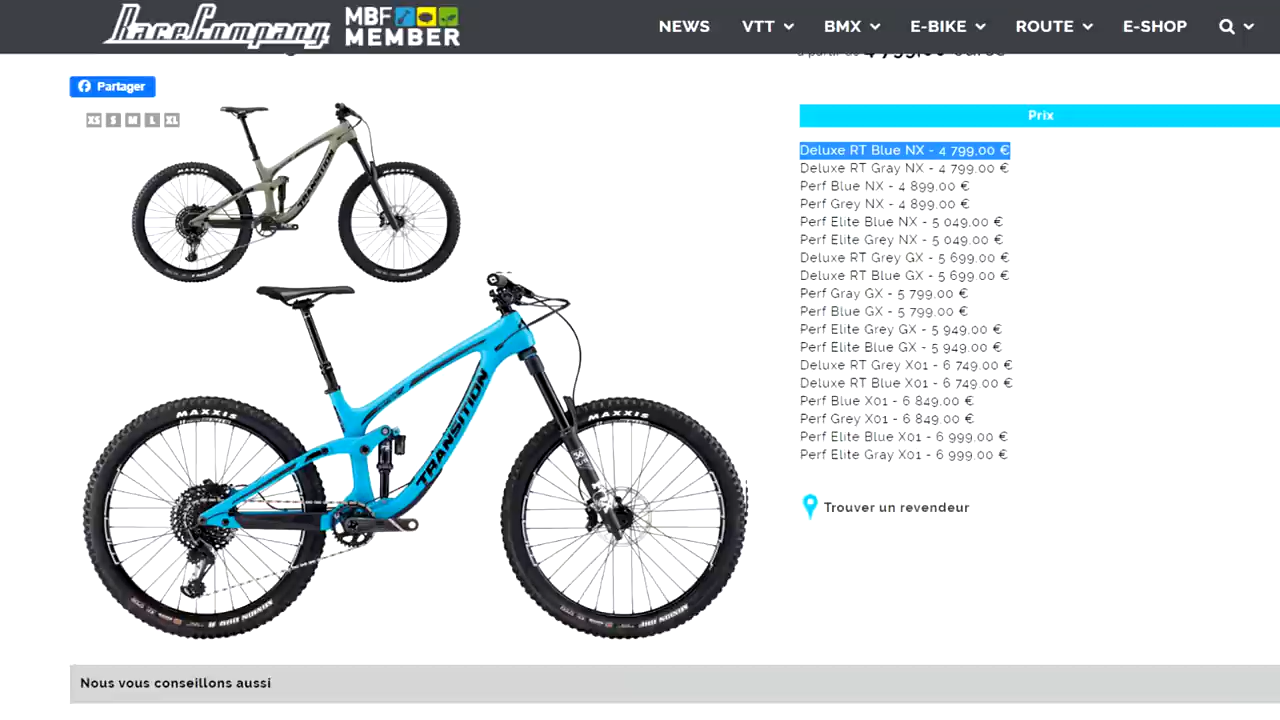 RaceCompany
MBF
MEMBER
NEWS
VTT
BMX
E-BIKE
ROUTE
E-SHOP
à partir de 4 799,00 euros
Partager
XS S M L XL
TRANSITION
MAXXIS
TRANSITION
MAXXIS
36
Prix
Deluxe RT Blue NX - 4 799,00 €
Deluxe RT Gray NX - 4 799,00 €
Perf Blue NX - 4 899,00 €
Perf Grey NX - 4 899,00 €
Perf Elite Blue NX - 5 049,00 €
Perf Elite Grey NX - 5 049,00 €
Deluxe RT Grey GX - 5 699,00 €
Deluxe RT Blue GX - 5 699,00 €
Perf Gray GX - 5 799,00 €
Perf Blue GX - 5 799,00 €
Perf Elite Grey GX - 5 949,00 €
Perf Elite Blue GX - 5 949,00 €
Deluxe RT Grey X01 - 6 749,00 €
Deluxe RT Blue X01 - 6 749,00 €
Perf Blue X01 - 6 849,00 €
Perf Grey X01 - 6 849,00 €
Perf Elite Blue X01 - 6 999,00 €
Perf Elite Gray X01 - 6 999,00 €
Trouver un revendeur
Nous vous conseillons aussi